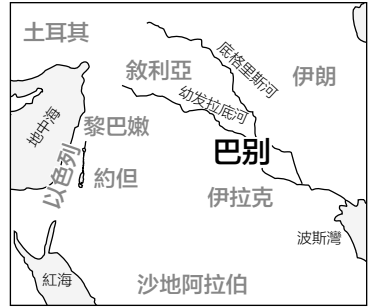 土耳其
敘利亞
底格里斯河
伊朗
幼发拉底河
地中海
黎巴嫩
巴别
以色列
約但
伊拉克
波斯灣
紅海
沙地阿拉伯